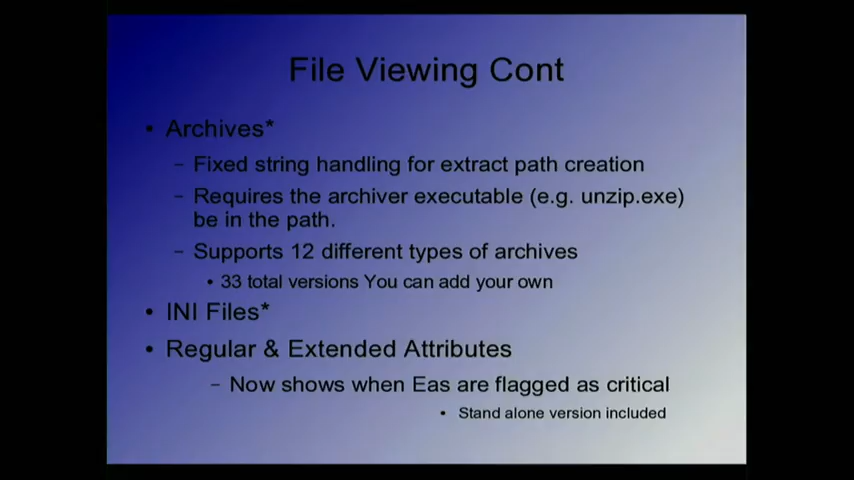 File Viewing Cont
• Archives*
– Fixed string handling for extract path creation
– Requires the archiver executable (e.g. unzip.exe)
be in the path.
– Supports 12 different types of archives
• 33 total versions You can add your own
• INI Files*
• Regular & Extended Attributes
– Now shows when Eas are flagged as critical
• Stand alone version included